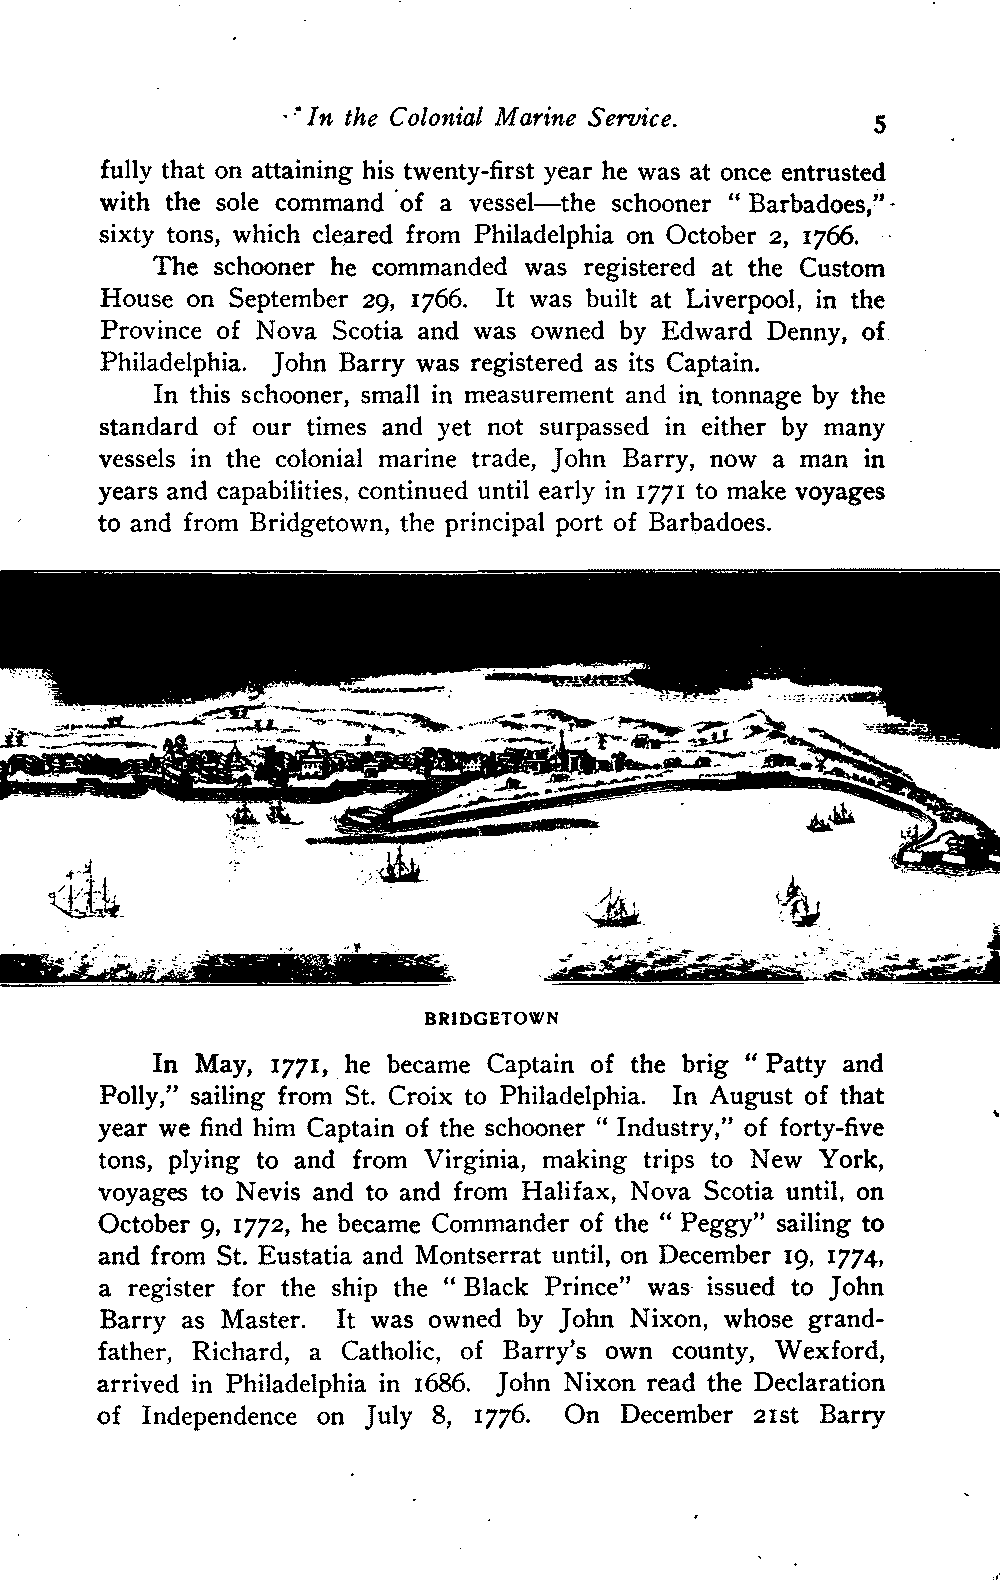 In the Colonial Marine Service. 5
fully that on attaining his twenty-first year he was at once entrusted
with the sole command of a vessel—the schooner “ Barbadoes,”
sixty tons, which cleared from Philadelphia on October 2, 1766.
The schooner he commanded was registered at the Custom
House on September 29, 1766. It was built at Liverpool, in the
Province of Nova Scotia and was owned by Edward Denny, of
Philadelphia. John Barry was registered as its Captain.
In this schooner, small in measurement and in tonnage by the
standard of our times and yet not surpassed in either by many
vessels in the colonial marine trade, John Barry, now a man in
years and capabilities, continued until early in 1771 to make voyages
to and from Bridgetown, the principal port of Barbadoes.
BRIDGETOWN
In May, 1771, he became Captain of the brig “ Patty and
Polly,” sailing from St. Croix to Philadelphia. In August of that
year we find him Captain of the schooner “ Industry,” of forty-five
tons, plying to and from Virginia, making trips to New York,
voyages to Nevis and to and from Halifax, Nova Scotia until, on
October 9, 1772, he became Commander of the “ Peggy” sailing to
and from St. Eustatia and Montserrat until, on December 19, 1774,
a register for the ship the “ Black Prince” was issued to John
Barry as Master. It was owned by John Nixon, whose grand-
father, Richard, a Catholic, of Barry’s own county, Wexford,
arrived in Philadelphia in 1686. John Nixon read the Declaration
of Independence on July 8, 1776. On December 21st Barry